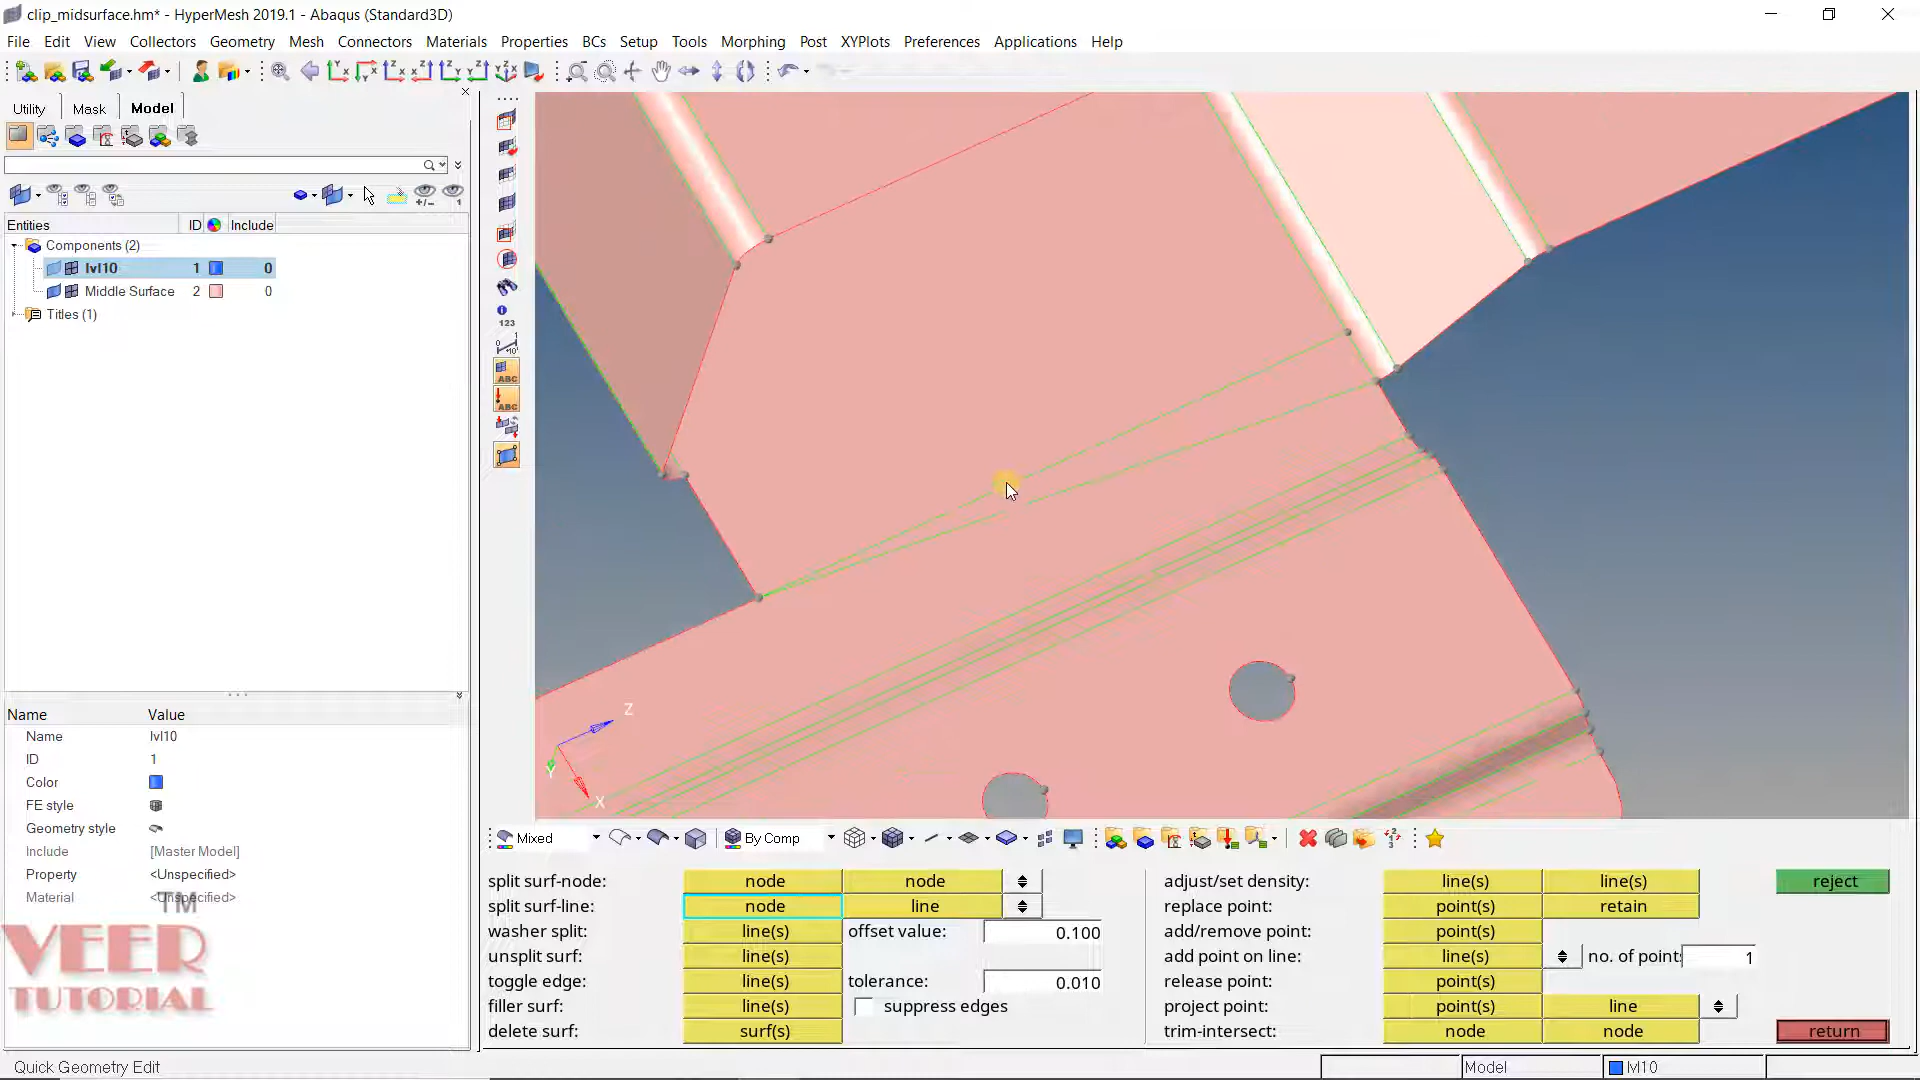 clip_midsurface.hm* - HyperMesh 2019.1 - Abaqus (Standard3D)
File Edit View Collectors Geometry Mesh Connectors Materials Properties BCs Setup Tools Morphing Post XYPlots Preferences Applications Help
Utility Mask Model
Entities ID Include
Components (2)
lvl10 1 0
Middle Surface 2 0
Titles (1)
123
ABC
ABC
Z
Y
X
Name Value
Name lvl10
ID 1
Color
FE style
Geometry style
Include [Master Model]
Property <Unspecified>
Material <Unspecified>
TM
VEER
TUTORIAL
Mixed By Comp
split surf-node: node node
split surf-line: node line
washer split: line(s) offset value: 0.100
unsplit surf: line(s)
toggle edge: line(s) tolerance: 0.010
filler surf: line(s) suppress edges
delete surf: surf(s)
adjust/set density: line(s) line(s) reject
replace point: point(s) retain
add/remove point: point(s)
add point on line: line(s) no. of point 1
release point: point(s)
project point: point(s) line
trim-intersect: node node return
Quick Geometry Edit Model lvl10